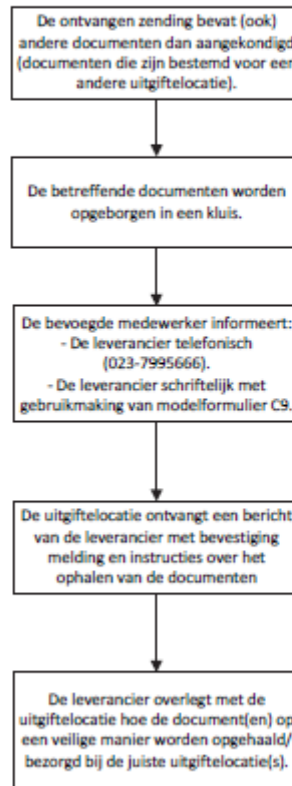 De ontvangen zending bevat (ook)
andere documenten dan aangekondigd
(documenten die zijn bestemd voor een
andere uitgiftelocatie).
De betreffende documenten worden
opgeborgen in een kluis.
De bevoegde medewerker informeert:
- De leverancier telefonisch
(023-7995666).
- De leverancier schriftelijk met
gebruikmaking van modelformulier C9.
De uitgiftelocatie ontvangt een bericht
van de leverancier met bevestiging
melding en instructies over het
ophalen van de documenten
De leverancier overlegt met de
uitgiftelocatie hoe de document(en) op
een veilige manier worden opgehaald/
bezorgd bij de juiste uitgiftelocatie(s).